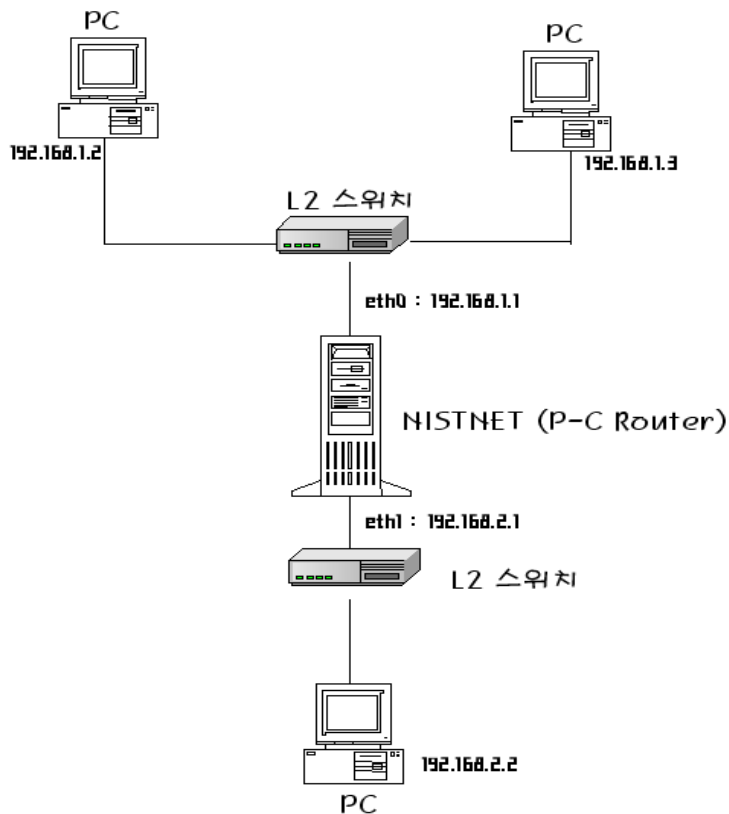 PC
PC
192.168.1.2
192.168.1.3
L2 스위치
eth0 : 192.168.1.1
NISTNET (P-C Router)
eth1 : 192.168.2.1
L2 스위치
192.168.2.2
PC